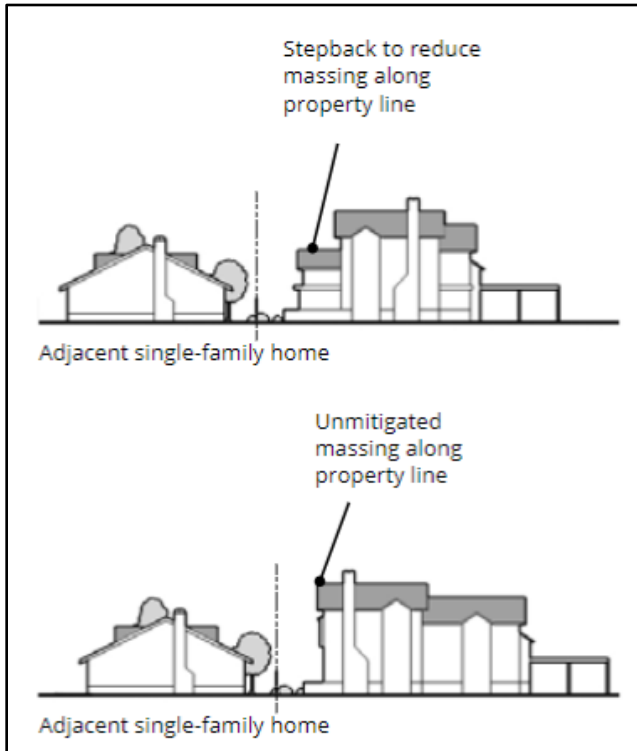 Stepback to reduce
massing along
property line
Adjacent single-family home
Unmitigated
massing along
property line
Adjacent single-family home